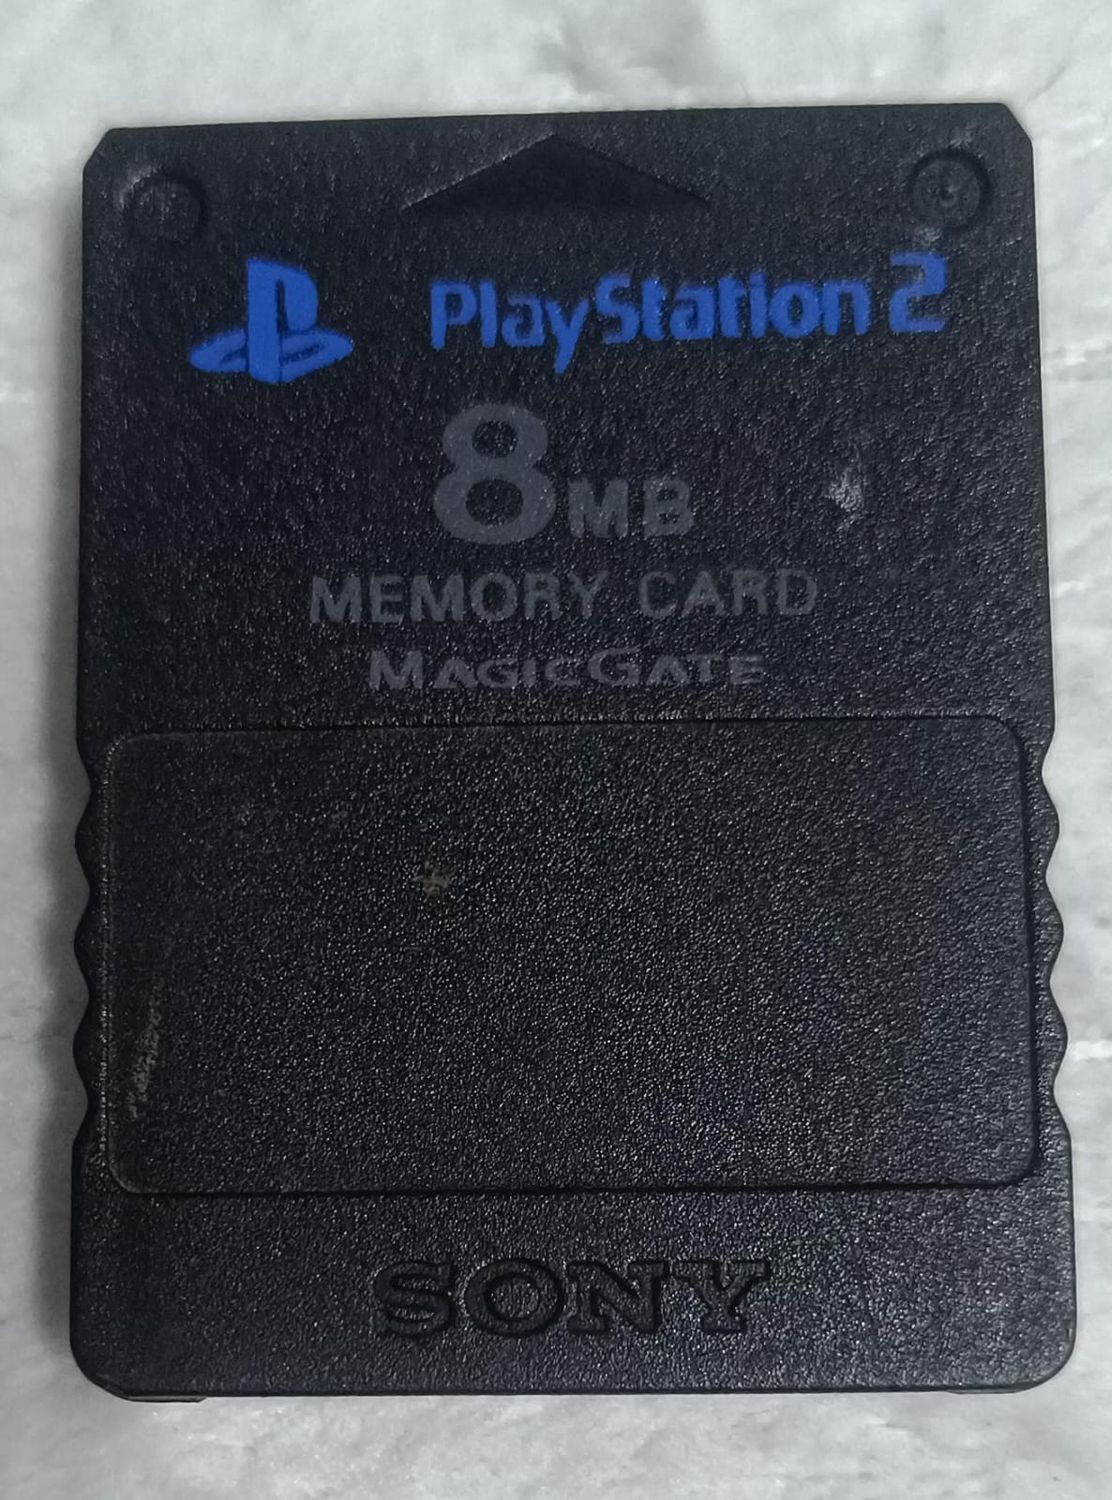 PlayStation 2
8MB
MEMORY CARD
MAGICGATE
SONY